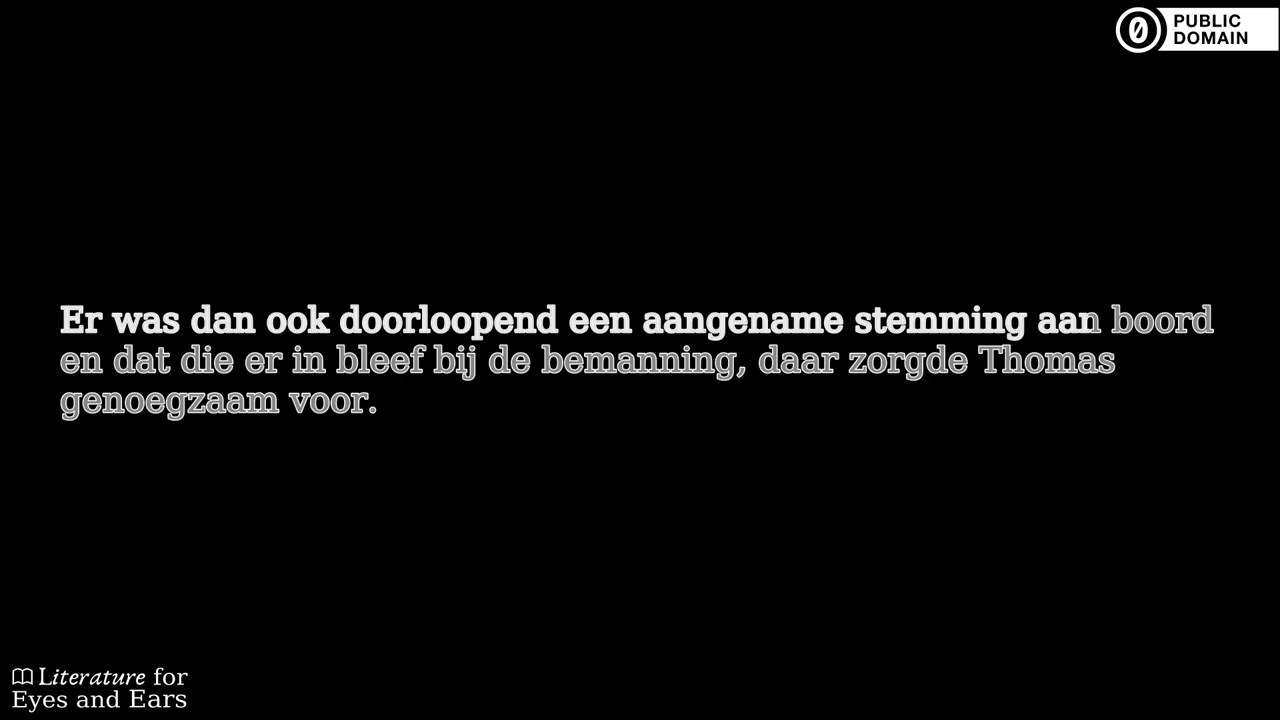 PUBLIC
DOMAIN
Er was dan ook doorloopend een aangename stemming aan boord
en dat die er in bleef bij de bemanning, daar zorgde Thomas
genoegzaam voor.
Literature for
Eyes and Ears